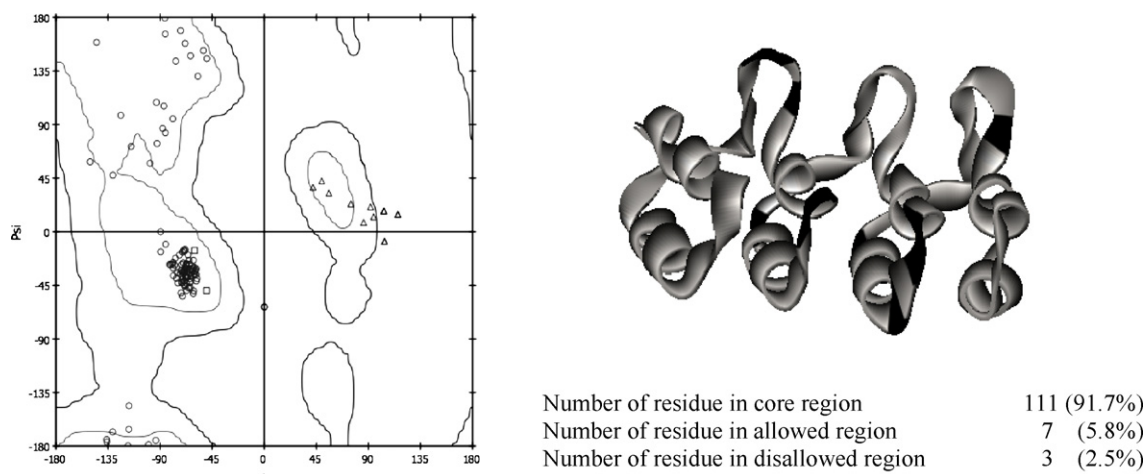 180
135
90
45
0
-45
-90
-135
-180
Psi
-180 -135 -90 -45 0 45 90 135 180
Number of residue in core region 111 (91.7%)
Number of residue in allowed region 7 (5.8%)
Number of residue in disallowed region 3 (2.5%)